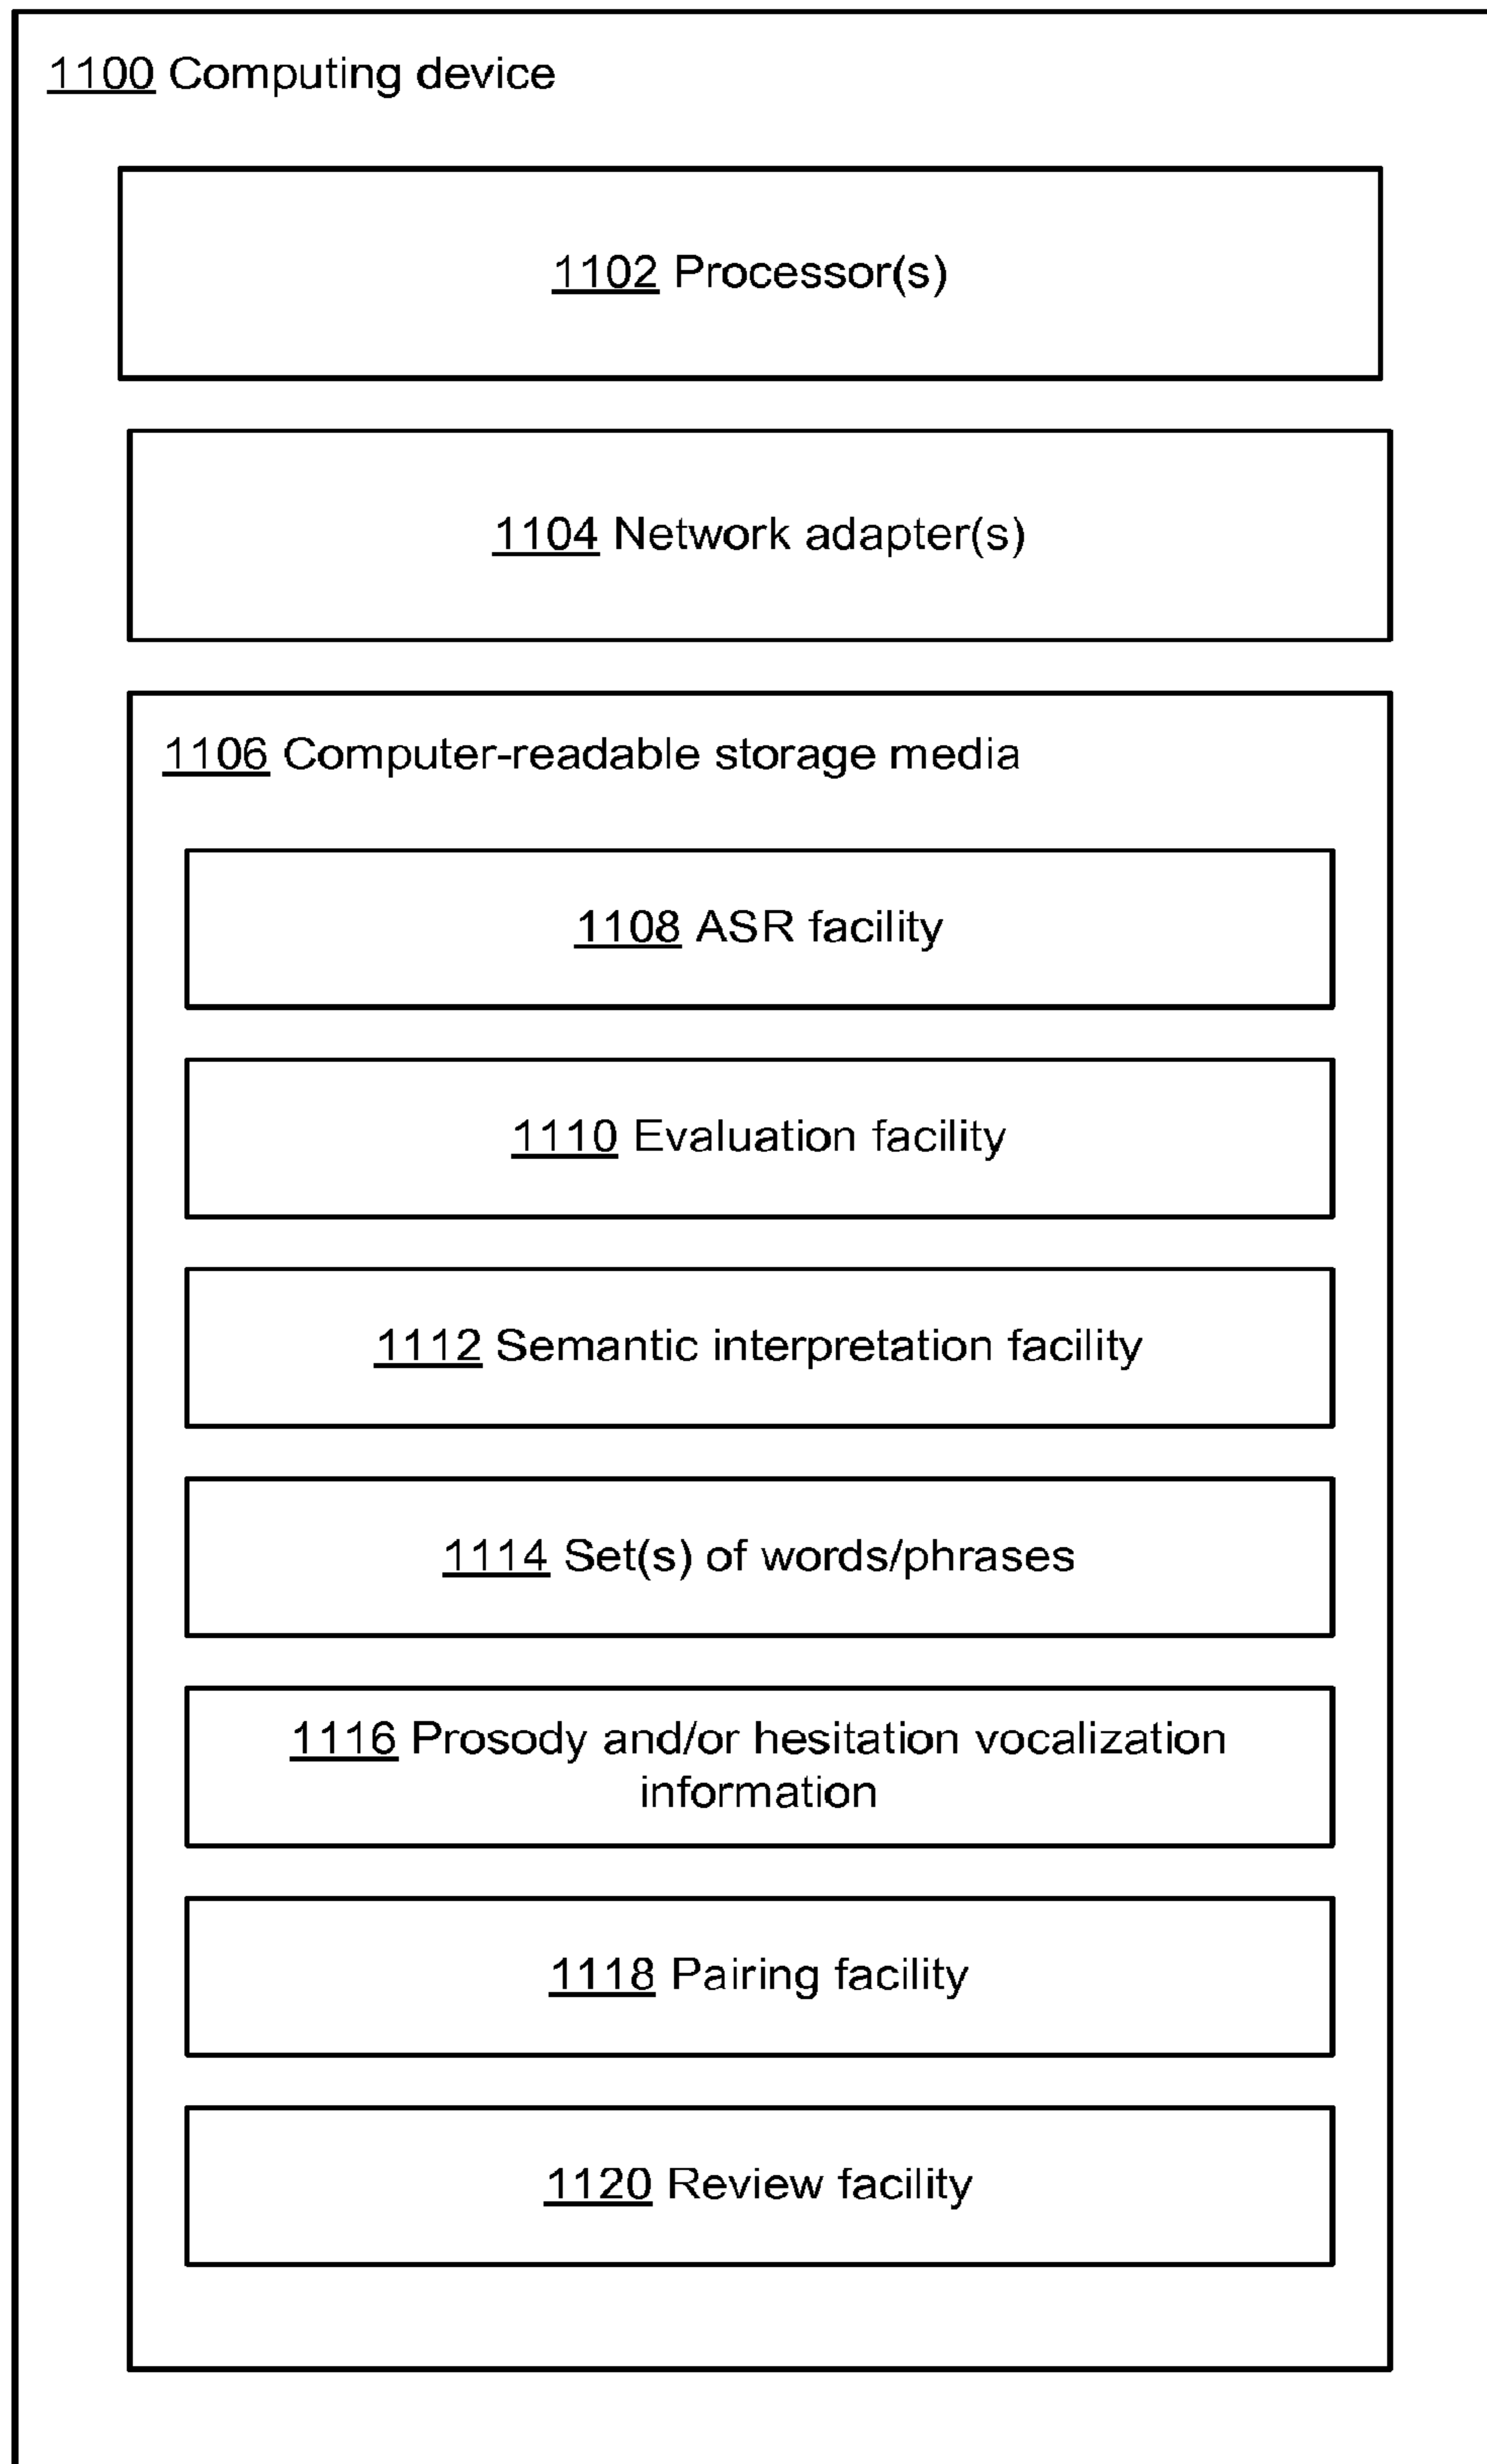 1100 Computing device
1102 Processor(s)
1104 Network adapter(s)
1106 Computer-readable storage media
1108 ASR facility
1110 Evaluation facility
1112 Semantic interpretation facility
1114 Set(s) of words/phrases
1116 Prosody and/or hesitation vocalization
information
1118 Pairing facility
1120 Review facility